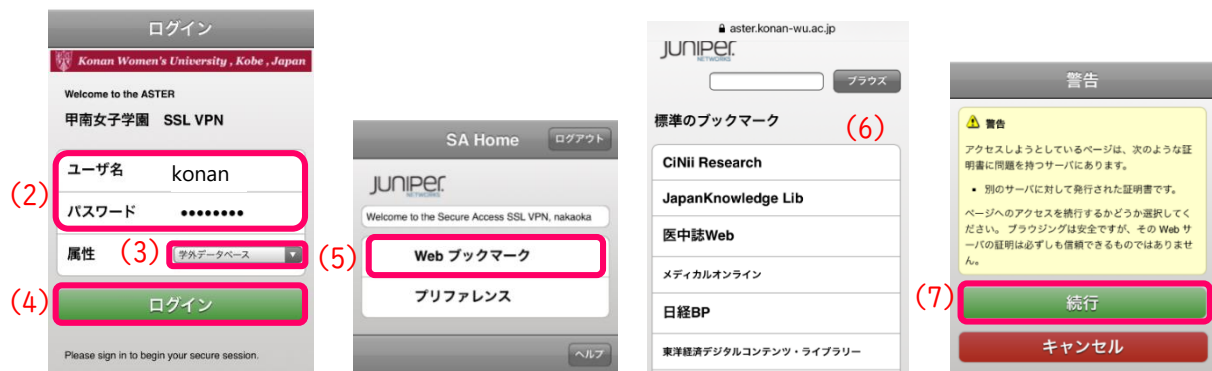 ログイン
Konan Women's University , Kobe , Japan
Welcome to the ASTER
甲南女子学園 SSL VPN
(2)
ユーザ名 konan
パスワード ••••••••
属性 (3) 学外データベース
(4) ログイン
Please sign in to begin your secure session.
SA Home ログアウト
JUNIPER
NETWORKS
Welcome to the Secure Access SSL VPN, nakaoka
(5) Web ブックマーク
プリファレンス
ヘルプ
aster.konan-wu.ac.jp
JUNIPER
NETWORKS
ブラウズ
標準のブックマーク (6)
CiNii Research
JapanKnowledge Lib
医中誌Web
メディカルオンライン
日経BP
東洋経済デジタルコンテンツ・ライブラリー
警告
警告
アクセスしようとしているページは、次のような証
明書に問題を持つサーバにあります。
• 別のサーバに対して発行された証明書です。
ページへのアクセスを続行するかどうか選択してく
ださい。 ブラウジングは安全ですが、その Web サ
ーバの証明は必ずしも信頼できるものではありませ
ん。
(7) 続行
キャンセル